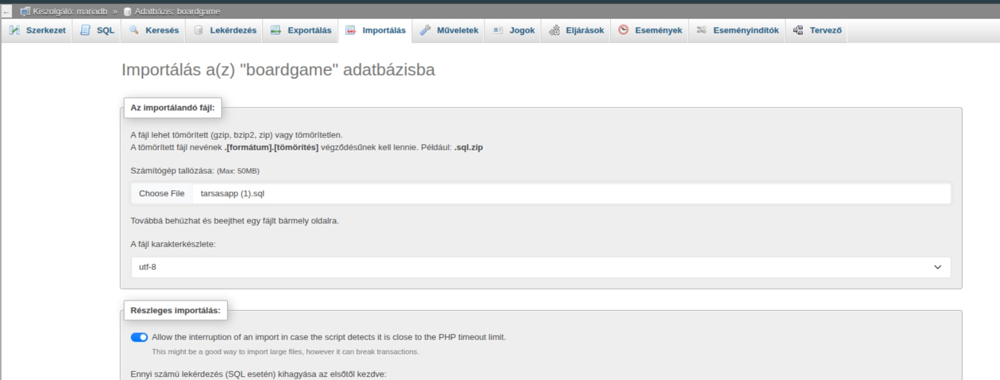 ← Kiszolgáló: mariadb » Adatbázis: boardgame
Szerkezet SQL Keresés Lekérdezés Exportálás Importálás Műveletek Jogok Eljárások Események Eseményindítók Tervező
Importálás a(z) "boardgame" adatbázisba
Az importálandó fájl:
A fájl lehet tömörített (gzip, bzip2, zip) vagy tömörítetlen.
A tömörített fájl nevének .[formátum].[tömörítés] végződésűnek kell lennie. Például: .sql.zip
Számítógép tallózása: (Max: 50MB)
Choose File tarsasapp (1).sql
Továbbá behúzhat és beejthet egy fájlt bármely oldalra.
A fájl karakterkészlete:
utf-8
Részleges importálás:
Allow the interruption of an import in case the script detects it is close to the PHP timeout limit.
This might be a good way to import large files, however it can break transactions.
Ennyi számú lekérdezés (SQL esetén) kihagyása az elsőtől kezdve: